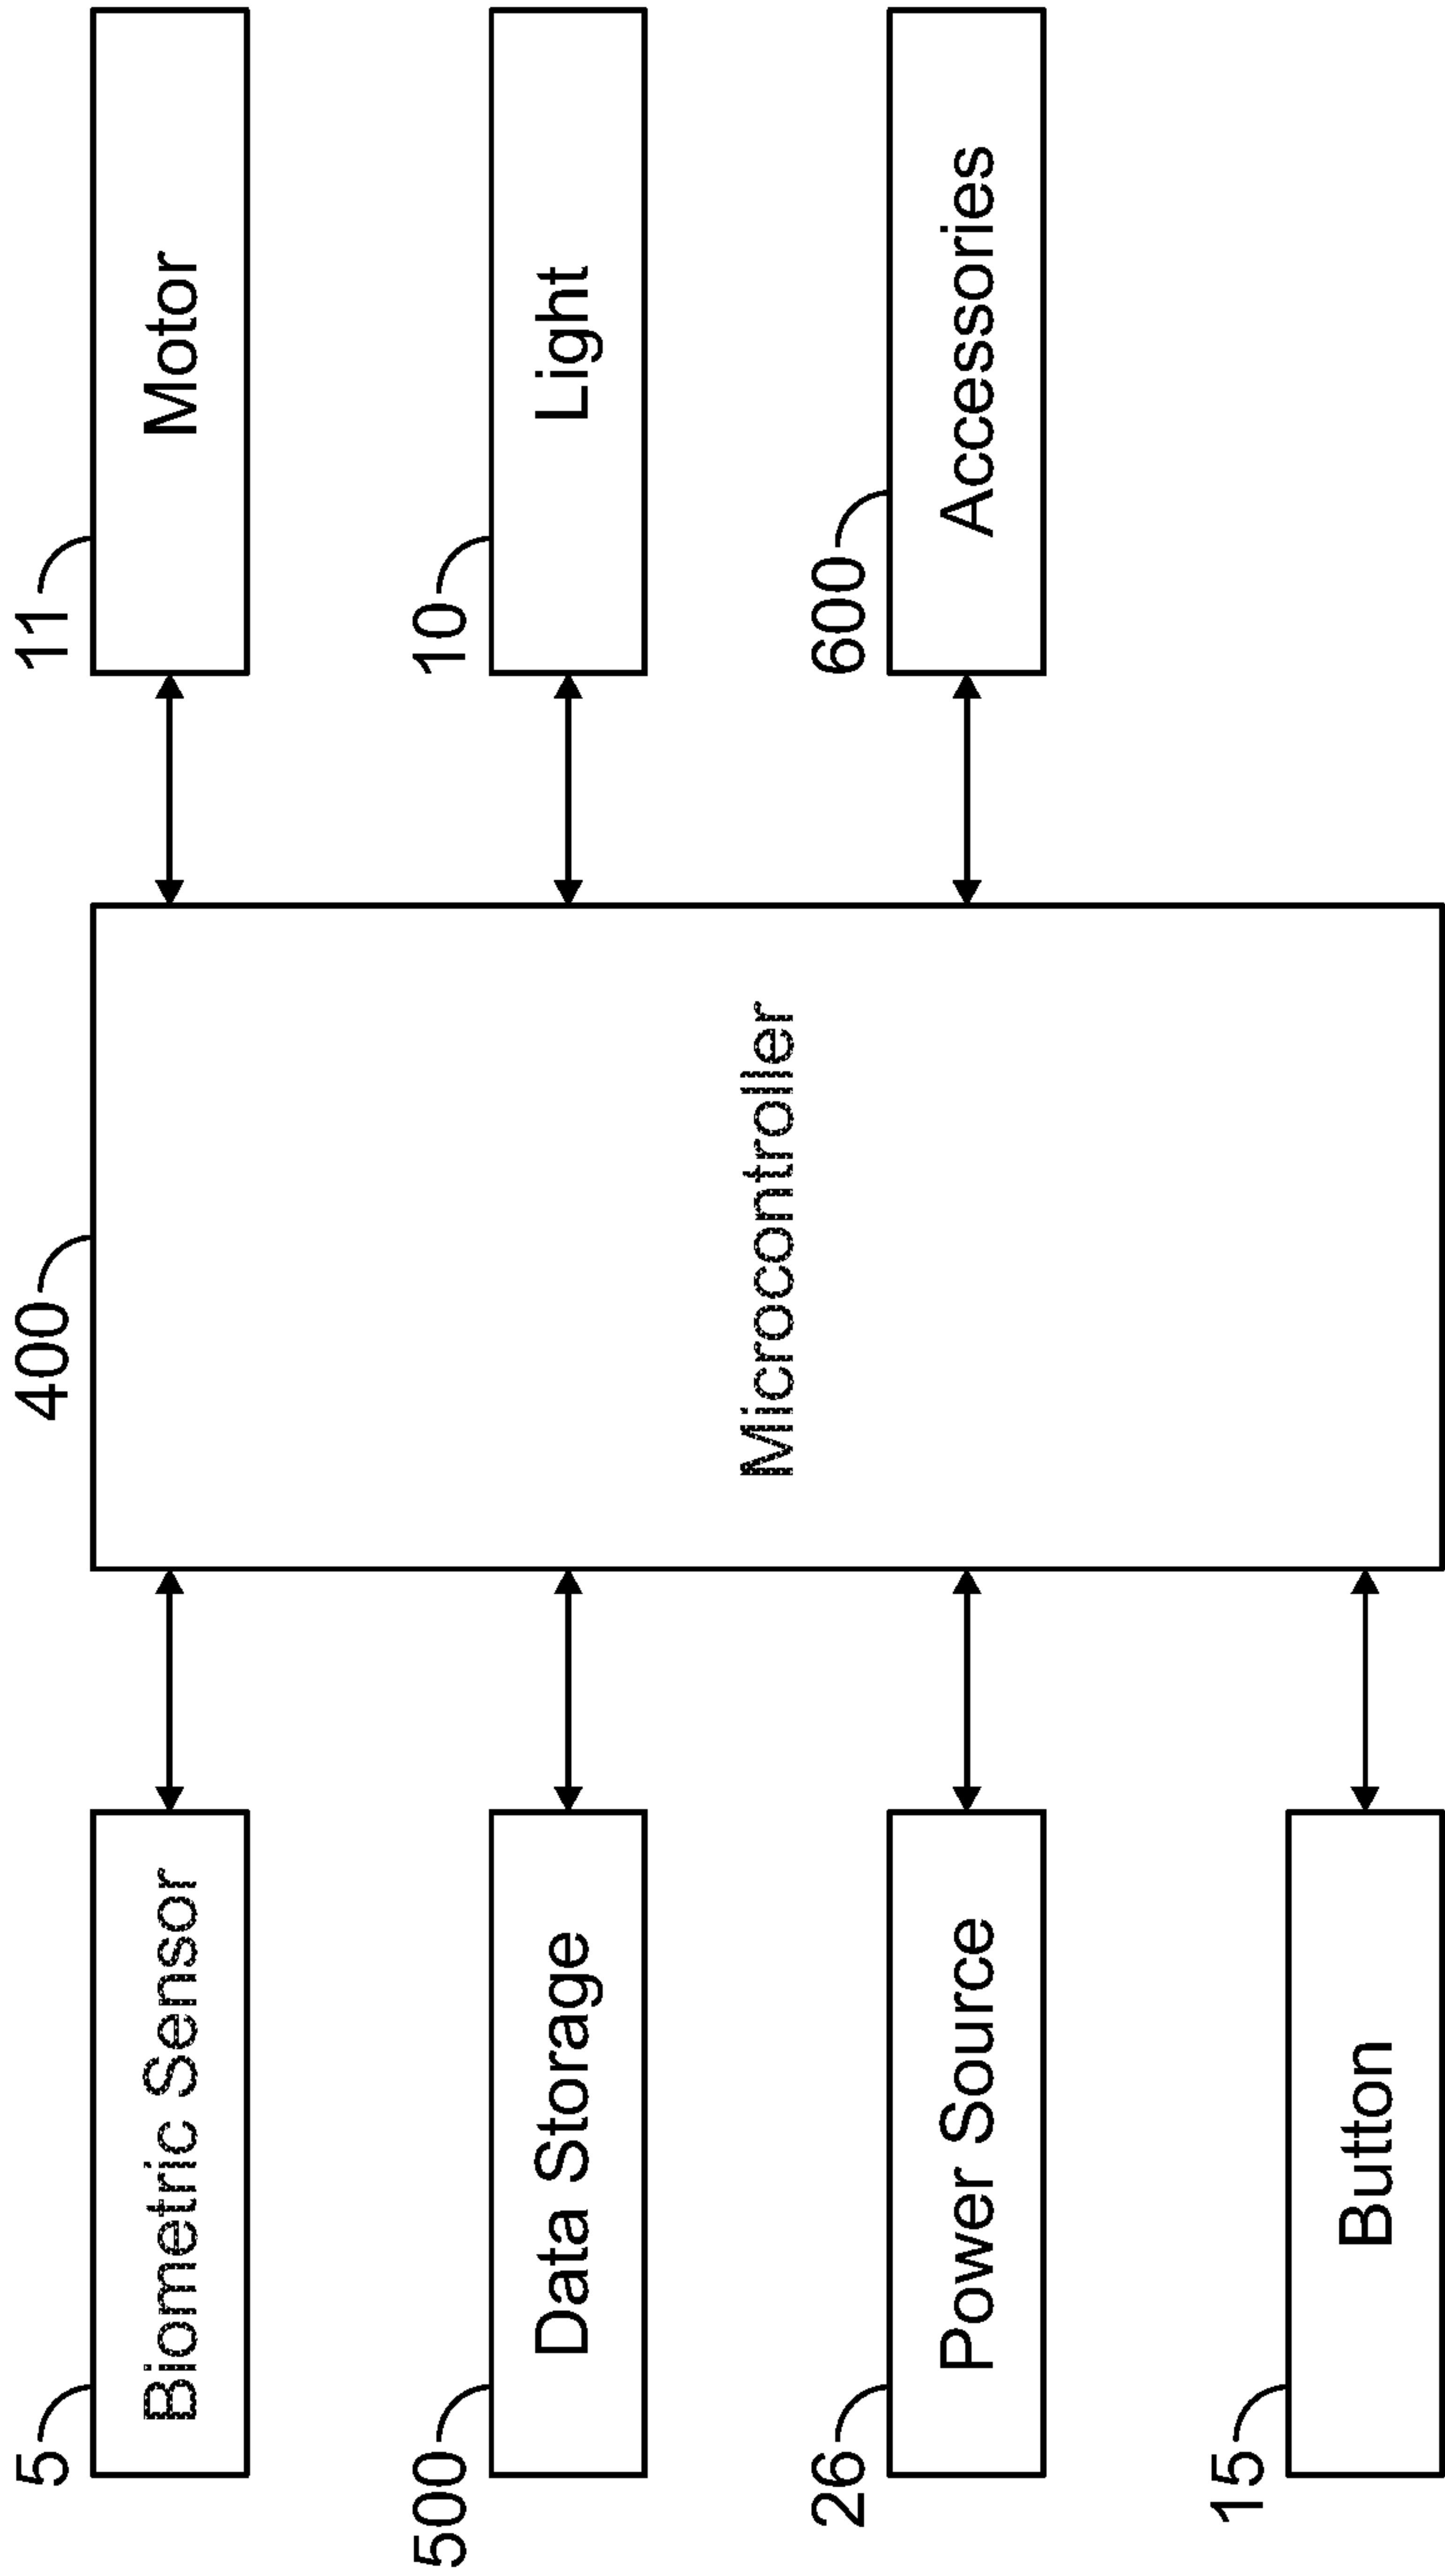 5
Biometric Sensor
500
Data Storage
26
Power Source
15
Button
400
Microcontroller
11
Motor
10
Light
600
Accessories